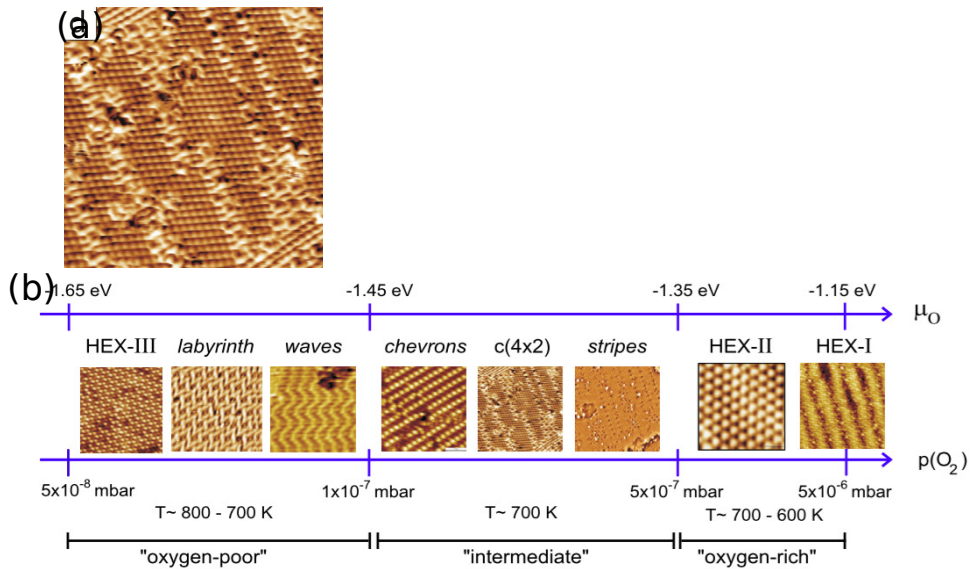 (d)
(a)
(b)
-1.65 eV -1.45 eV -1.35 eV -1.15 eV
μO
HEX-III labyrinth waves chevrons c(4x2) stripes HEX-II HEX-I
p(O2)
5x10-8 mbar 1x10-7 mbar 5x10-7 mbar 5x10-6 mbar
T~ 800 - 700 K T~ 700 K T~ 700 - 600 K
"oxygen-poor" "intermediate" "oxygen-rich"